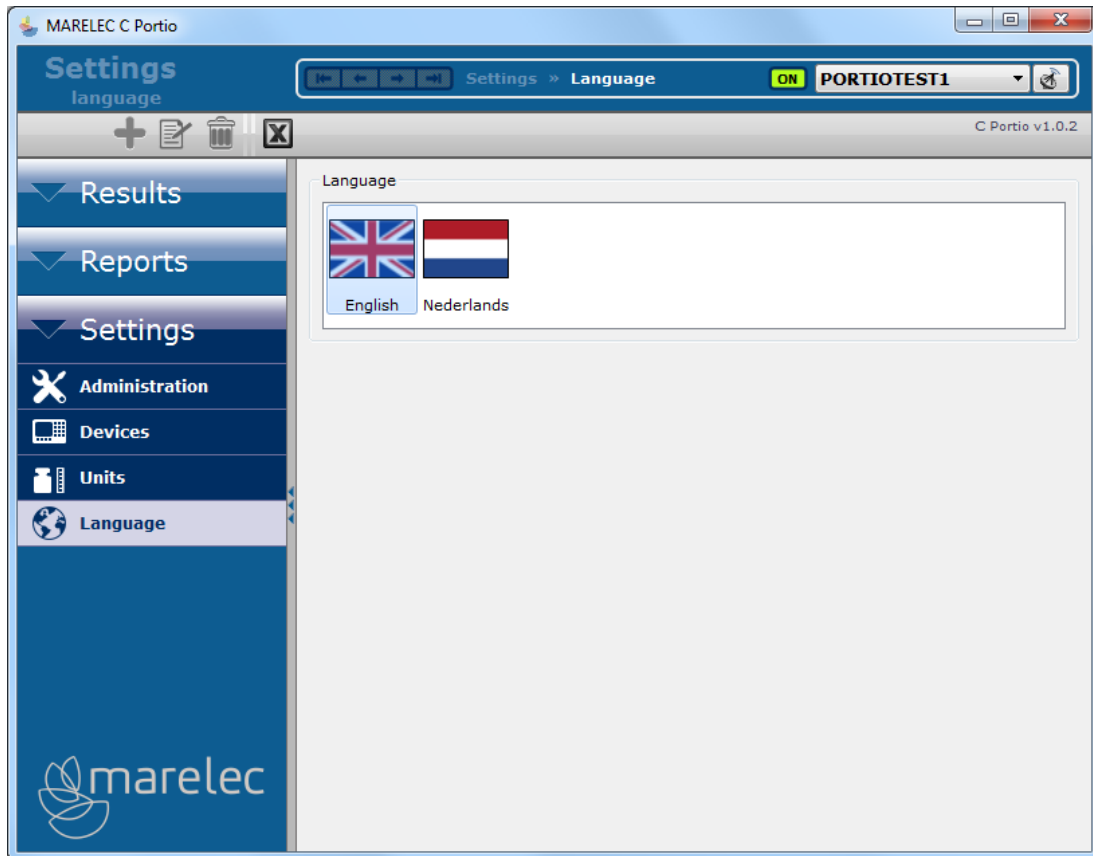 MARELEC C Portio
Settings
language
Settings » Language
ON
PORTIOTEST1
C Portio v1.0.2
Results
Reports
Settings
Administration
Devices
Units
Language
marelec
Language
English
Nederlands